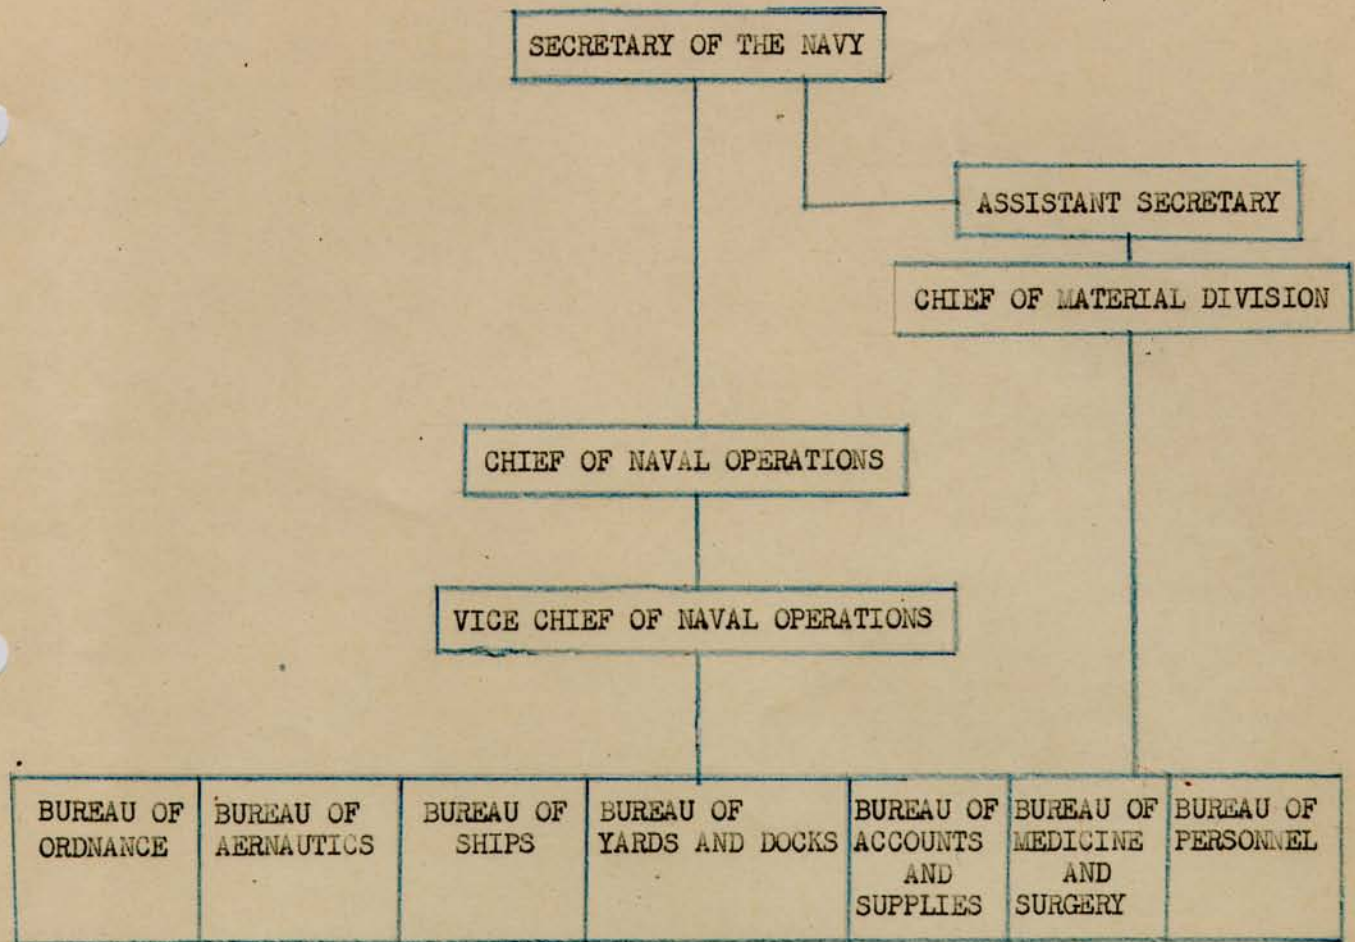 SECRETARY OF THE NAVY
ASSISTANT SECRETARY
CHIEF OF MATERIAL DIVISION
CHIEF OF NAVAL OPERATIONS
VICE CHIEF OF NAVAL OPERATIONS
BUREAU OF
ORDNANCE
BUREAU OF
AERNAUTICS
BUREAU OF
SHIPS
BUREAU OF
YARDS AND DOCKS
BUREAU OF
ACCOUNTS
AND
SUPPLIES
BUREAU OF
MEDICINE
AND
SURGERY
BUREAU OF
PERSONNEL